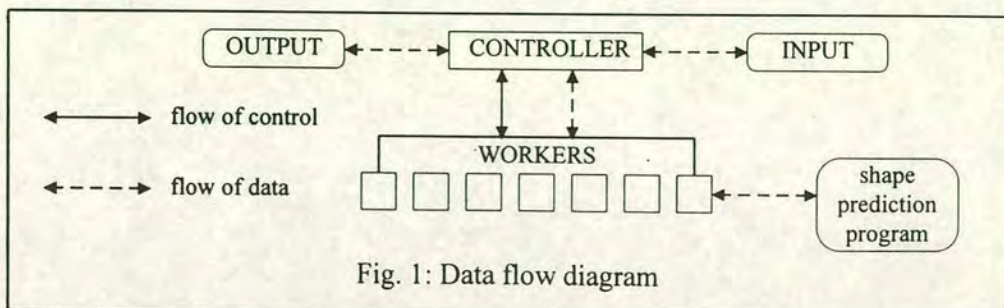 OUTPUT
CONTROLLER
INPUT
flow of control
WORKERS
flow of data
shape
prediction
program
Fig. 1: Data flow diagram